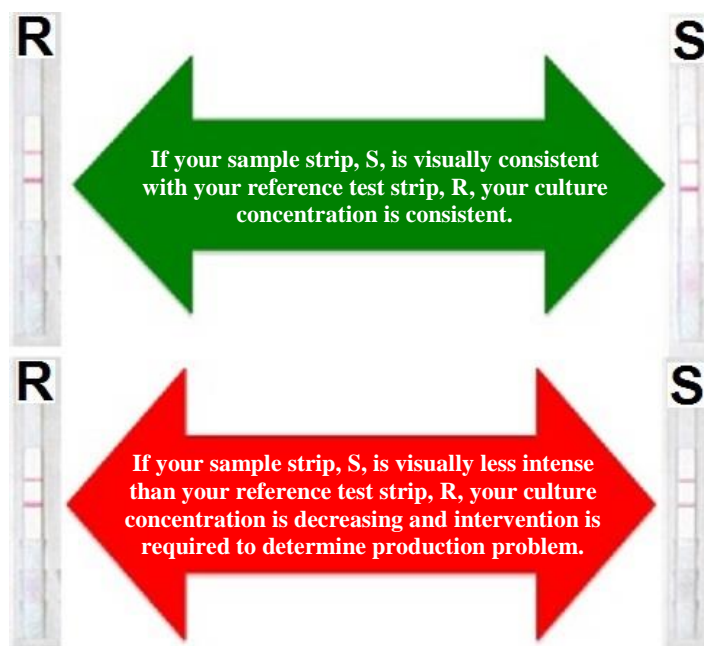 R
S
If your sample strip, S, is visually consistent
with your reference test strip, R, your culture
concentration is consistent.
R
S
If your sample strip, S, is visually less intense
than your reference test strip, R, your culture
concentration is decreasing and intervention is
required to determine production problem.